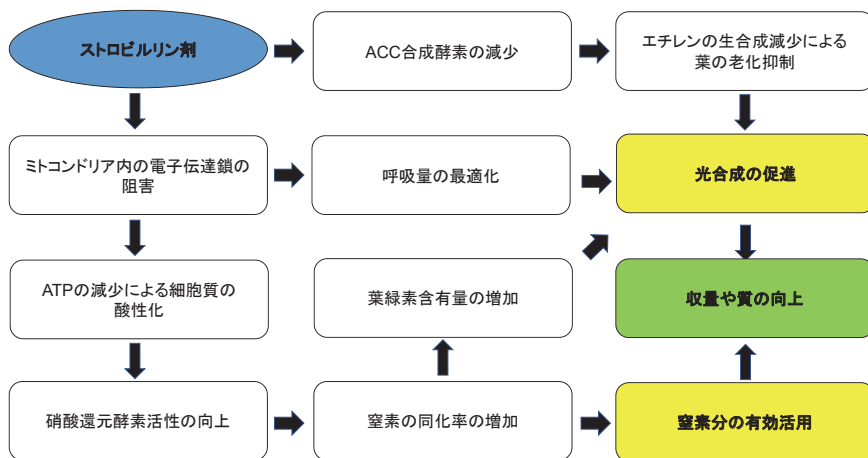 ストロビルリン剤
ACC合成酵素の減少
エチレンの生合成減少による
葉の老化抑制
ミトコンドリア内の電子伝達鎖の
阻害
呼吸量の最適化
光合成の促進
ATPの減少による細胞質の
酸性化
葉緑素含有量の増加
収量や質の向上
硝酸還元酵素活性の向上
窒素の同化率の増加
窒素分の有効活用